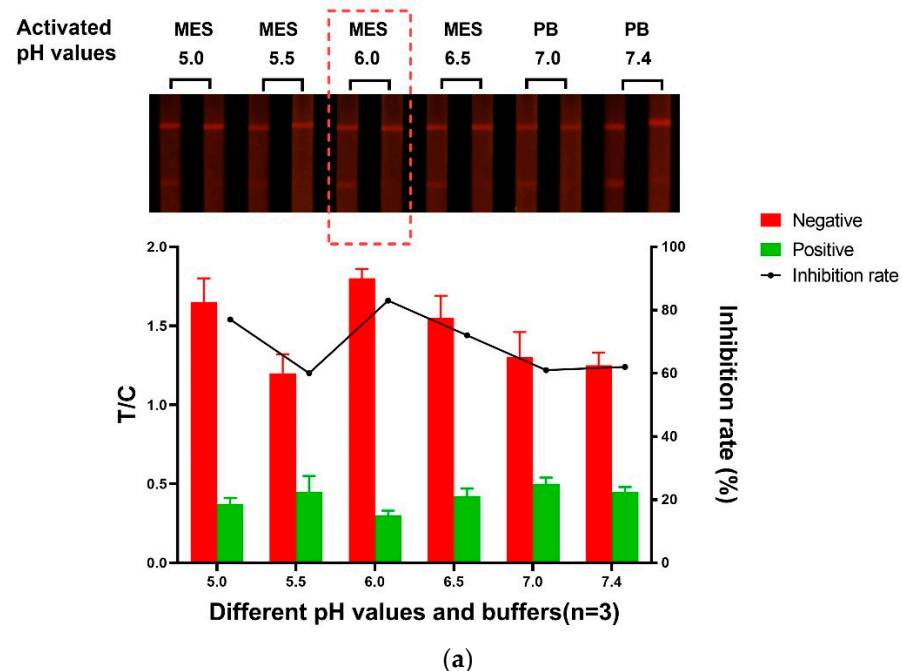 Activated pH values
MES MES MES MES PB PB
5.0 5.5 6.0 6.5 7.0 7.4
Negative
Positive
Inhibition rate
2.0
1.5
1.0
0.5
0.0
T/C
100
80
60
40
20
0
Inhibition rate (%)
5.0 5.5 6.0 6.5 7.0 7.4
Different pH values and buffers(n=3)
(a)